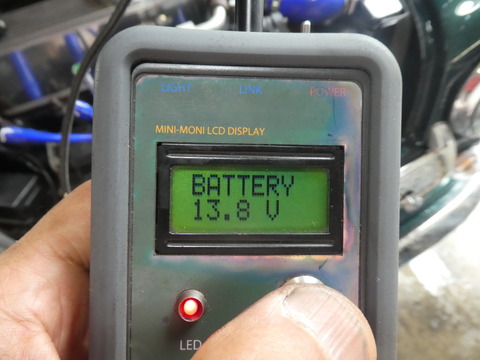 LIGHT LINK POWER
MINI-MONI LCD DISPLAY
BATTERY
13.8 V
LED